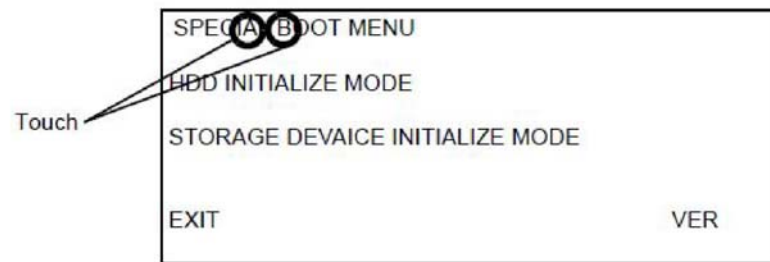 SPECIAL BOOT MENU
HDD INITIALIZE MODE
Touch
STORAGE DEVAICE INITIALIZE MODE
EXIT
VER